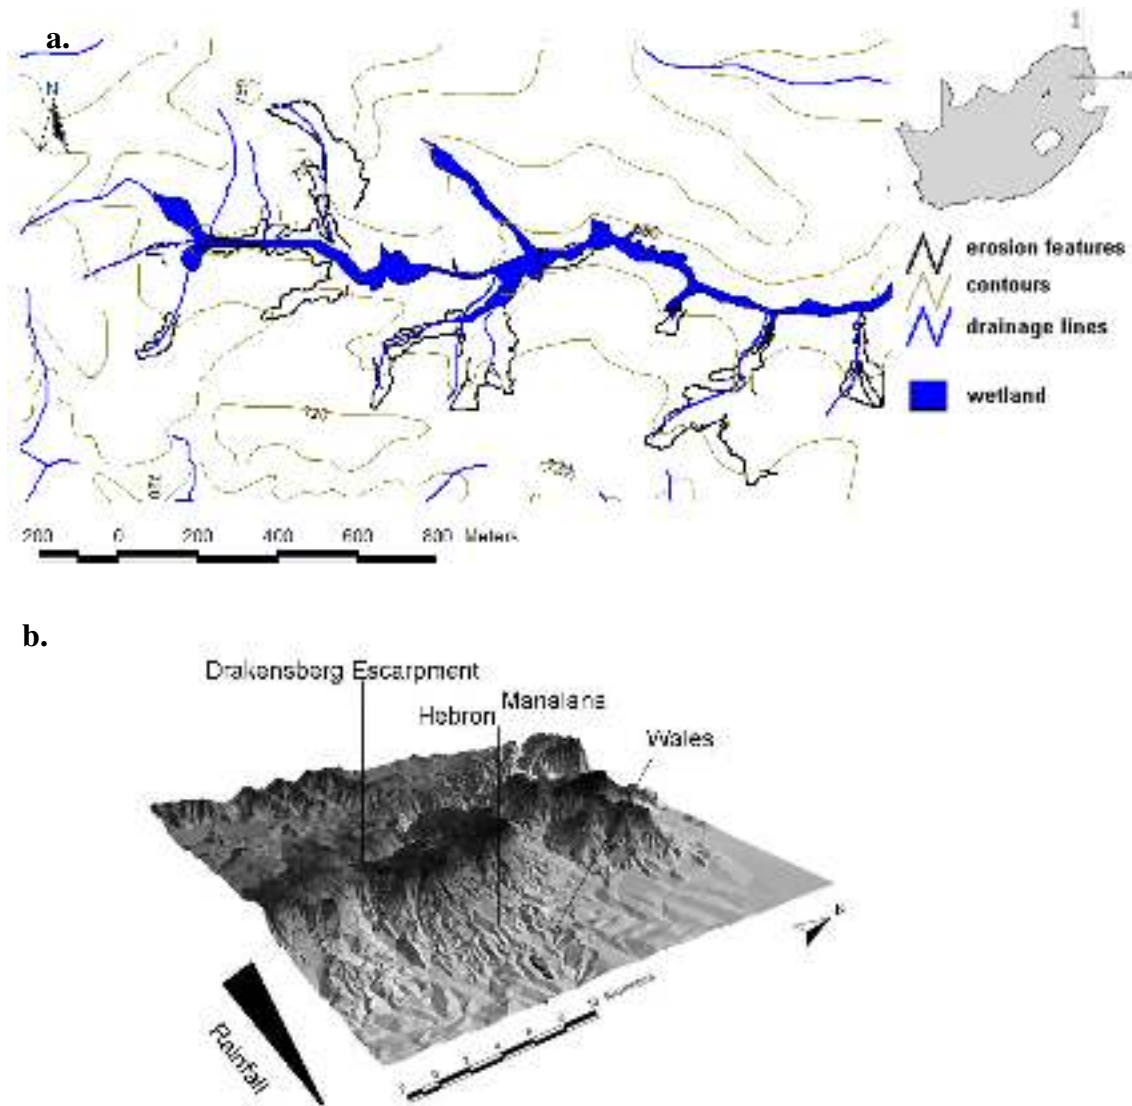 a.
N
erosion features
contours
drainage lines
wetland
720
200 0 200 400 600 800 Meters
b.
Drakensberg Escarpment
Manalana
Hebron
Wales
N
Rainfall